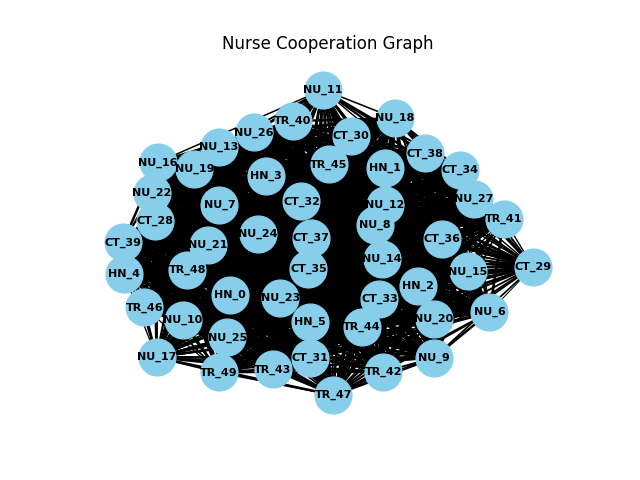 Nurse Cooperation Graph
NU_11
NU_18
TR_40
NU_26
CT_30
NU_13
CT_38
NU_16
NU_19
TR_45
HN_1
CT_34
HN_3
NU_22
NU_27
CT_32
NU_7
NU_12
TR_41
CT_28
NU_8
NU_24
CT_37
CT_36
CT_39
NU_21
NU_14
CT_35
CT_29
TR_48
NU_15
HN_4
HN_2
HN_0
NU_23
CT_33
TR_46
NU_6
NU_10
HN_5
NU_20
TR_44
NU_25
NU_17
CT_31
NU_9
TR_43
TR_49
TR_42
TR_47